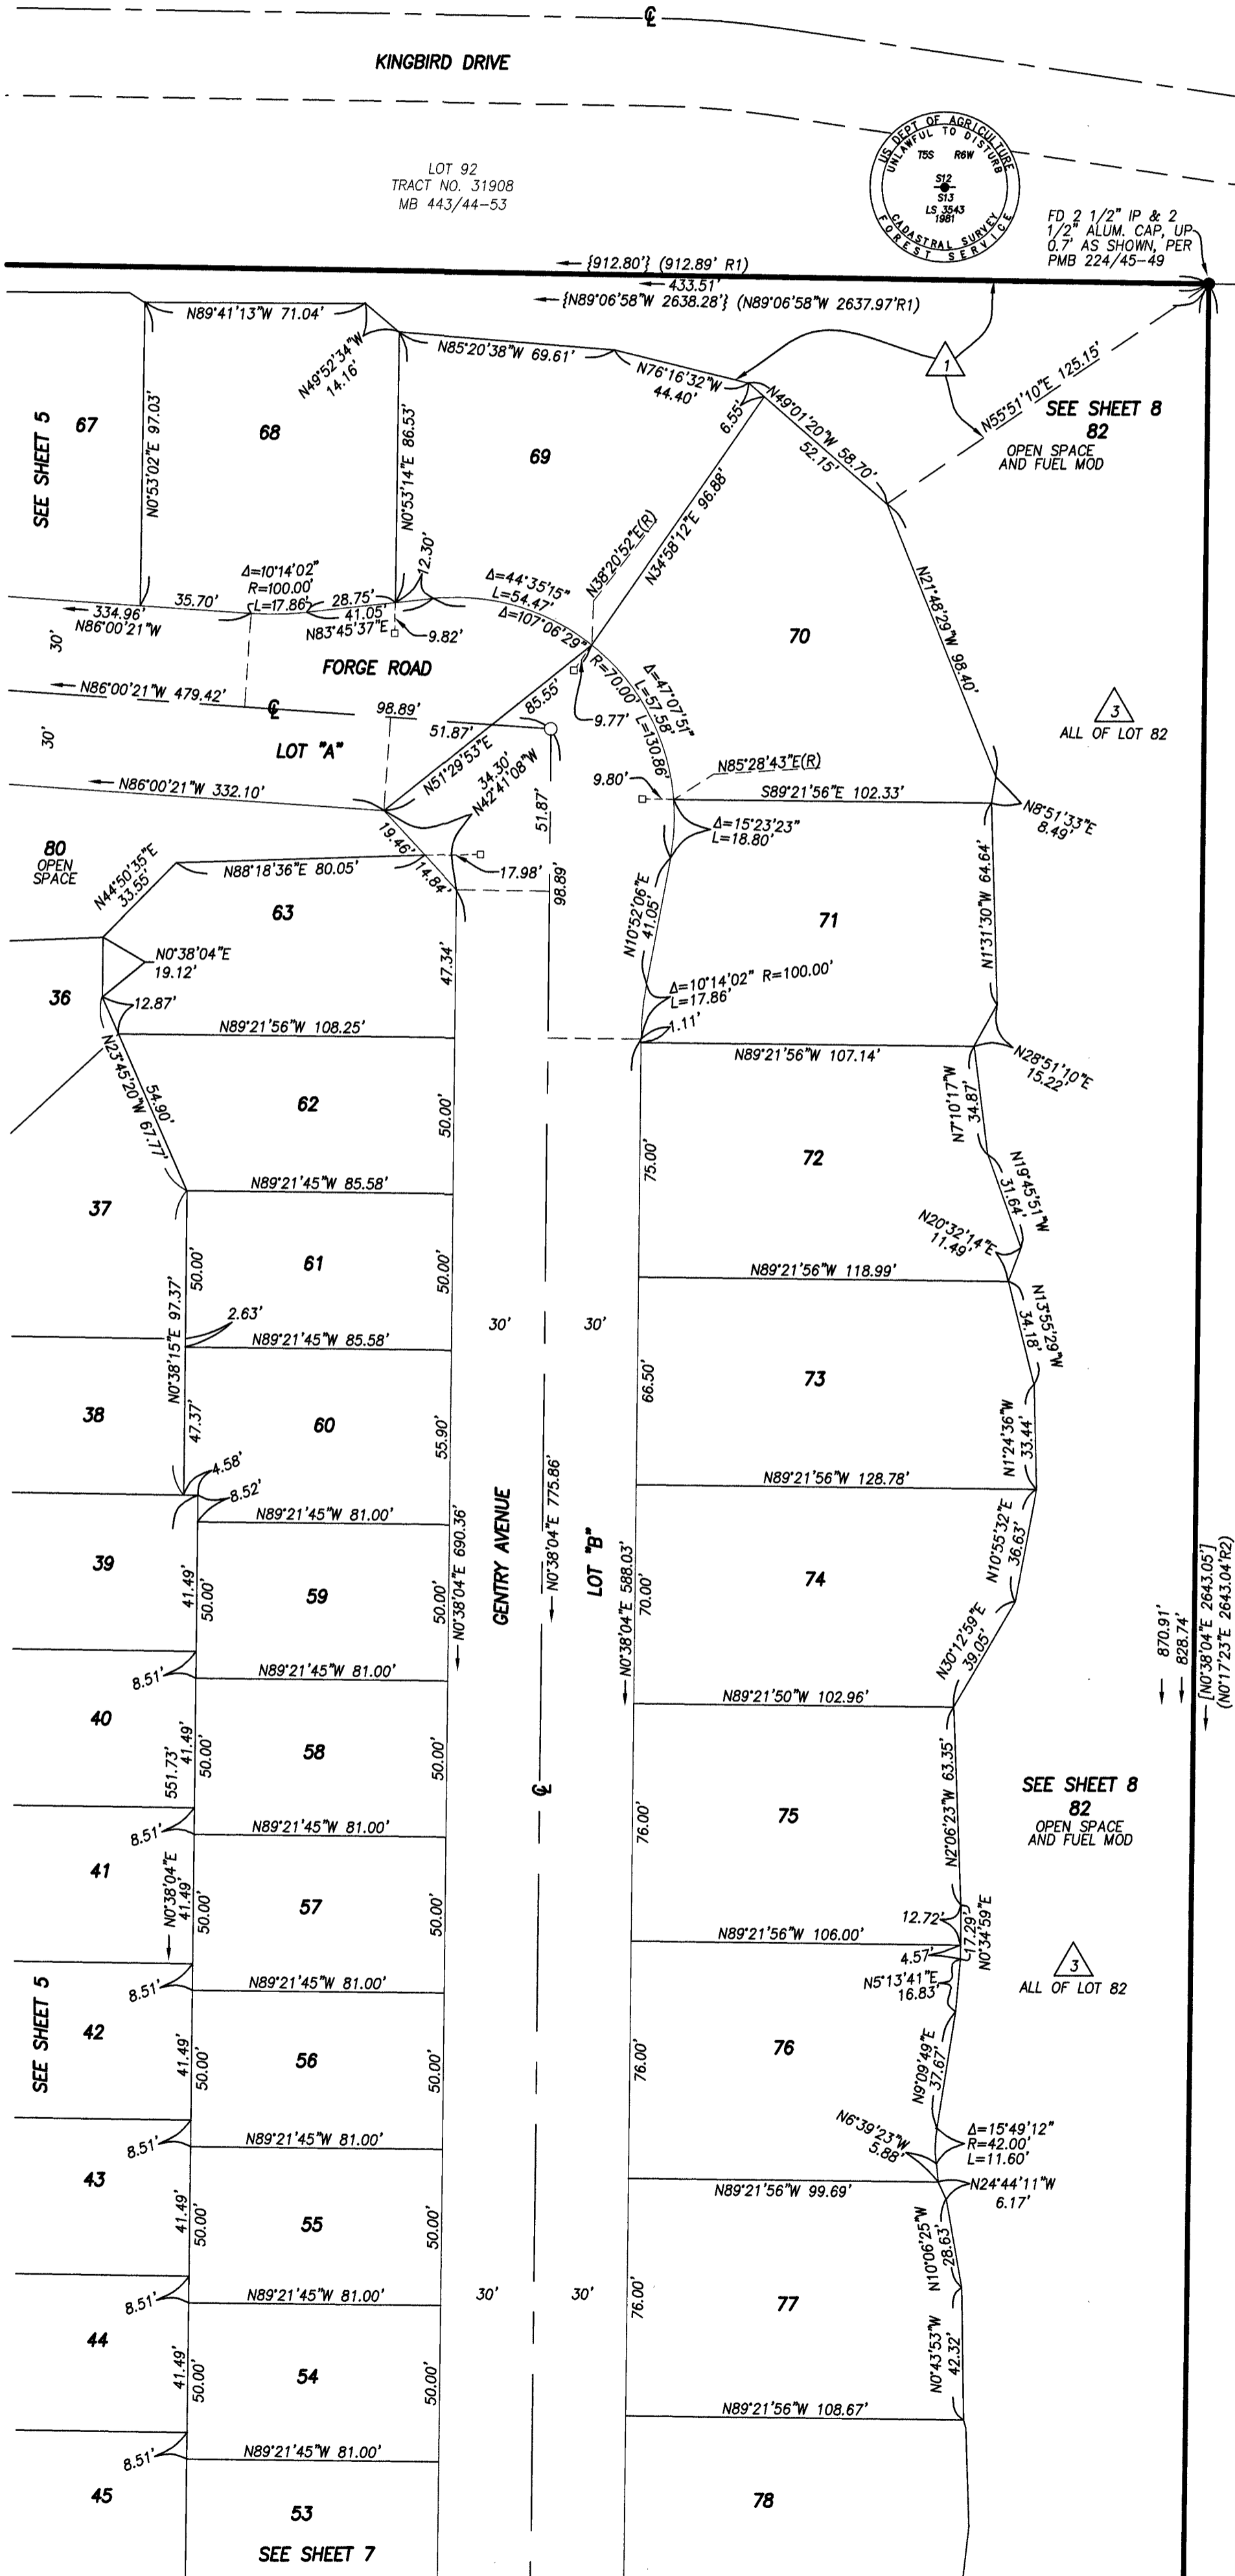 ℄
KINGBIRD DRIVE
LOT 92
TRACT NO. 31908
MB 443/44-53
US DEPT OF AGRICULTURE
UNLAWFUL TO DISTURB
T5S R6W
S12
S13
LS 3543
1981
CADASTRAL SURVEY
FOREST SERVICE
FD 2 1/2" IP & 2
1/2" ALUM. CAP, UP
0.7' AS SHOWN, PER
PMB 224/45-49
{912.80'} (912.89' R1)
433.51'
{N89°06'58"W 2638.28'} (N89°06'58"W 2637.97'R1)
N89°41'13"W 71.04'
N49°52'34"W
14.16'
N85°20'38"W 69.61'
N76°16'32"W
44.40'
6.55'
N49°01'20"W 58.70'
52.15'
1
N55°51'10"E 125.15'
SEE SHEET 8
82
OPEN SPACE
AND FUEL MOD
SEE SHEET 5
67
N0°53'02"E 97.03'
68
N0°53'14"E 86.53'
69
N34°58'12"E 96.88'
N38°20'52"E(R)
12.30'
Δ=10°14'02"
R=100.00'
L=17.86'
35.70'
28.75'
41.05'
N83°45'37"E
9.82'
Δ=44°35'15"
L=54.47'
Δ=107°06'29"
R=70.00'
L=130.86'
Δ=47°07'51"
L=57.58'
334.96'
N86°00'21"W
30'
FORGE ROAD
70
N21°48'29"W 98.40'
3
ALL OF LOT 82
N86°00'21"W 479.42'
℄
98.89'
51.87'
85.55'
9.77'
30'
LOT "A"
N51°29'53"E
34.30'
N42°41'08"W
N85°28'43"E(R)
9.80'
N86°00'21"W 332.10'
S89°21'56"E 102.33'
N8°51'33"E
8.49'
51.87'
98.89'
19.46'
14.84'
17.98'
80
OPEN
SPACE
N44°50'35"E
33.55'
N88°18'36"E 80.05'
63
Δ=15°23'23"
L=18.80'
N10°52'06"E
41.05'
71
N1°31'30"W 64.64'
N0°38'04"E
19.12'
36
12.87'
47.34'
Δ=10°14'02" R=100.00'
L=17.86'
1.11'
N89°21'56"W 108.25'
N89°21'56"W 107.14'
N28°51'10"E
15.22'
N23°45'20"W 67.77'
54.90'
62
50.00'
75.00'
72
N7°10'17"W
34.87'
N19°45'51"W
31.64'
37
N89°21'45"W 85.58'
N20°32'14"E
11.49'
50.00'
61
50.00'
N89°21'56"W 118.99'
N0°38'15"E 97.37'
2.63'
N89°21'45"W 85.58'
30'
30'
N13°55'29"W
34.18'
66.50'
73
38
47.37'
60
55.90'
N1°24'36"W
33.44'
4.58'
8.52'
N89°21'45"W 81.00'
N89°21'56"W 128.78'
39
41.49'
50.00'
59
50.00'
N0°38'04"E 690.36'
GENTRY AVENUE
N0°38'04"E 775.86'
LOT "B"
N0°38'04"E 588.03'
70.00'
74
N10°55'32"E
36.63'
N30°12'59"E
39.05'
870.91'
828.74'
[N0°38'04"E 2643.05']
(N0°17'23"E 2643.04'R2)
8.51'
N89°21'45"W 81.00'
N89°21'50"W 102.96'
40
551.73'
41.49'
50.00'
58
50.00'
℄
76.00'
75
N2°06'23"W 63.35'
SEE SHEET 8
82
OPEN SPACE
AND FUEL MOD
8.51'
N89°21'45"W 81.00'
41
N0°38'04"E
41.49'
50.00'
57
50.00'
12.72'
17.29'
N0°34'59"E
N89°21'56"W 106.00'
4.57'
3
ALL OF LOT 82
8.51'
N89°21'45"W 81.00'
N5°13'41"E
16.83'
SEE SHEET 5
42
41.49'
50.00'
56
50.00'
76.00'
76
N9°09'49"E
37.67'
8.51'
N89°21'45"W 81.00'
N6°39'23"W
5.88'
Δ=15°49'12"
R=42.00'
L=11.60'
N89°21'56"W 99.69'
N24°44'11"W
6.17'
43
41.49'
50.00'
55
50.00'
N10°06'25"W
28.63'
8.51'
N89°21'45"W 81.00'
30'
30'
76.00'
77
44
41.49'
50.00'
54
50.00'
N0°43'53"W
42.32'
N89°21'56"W 108.67'
8.51'
N89°21'45"W 81.00'
45
53
78
SEE SHEET 7